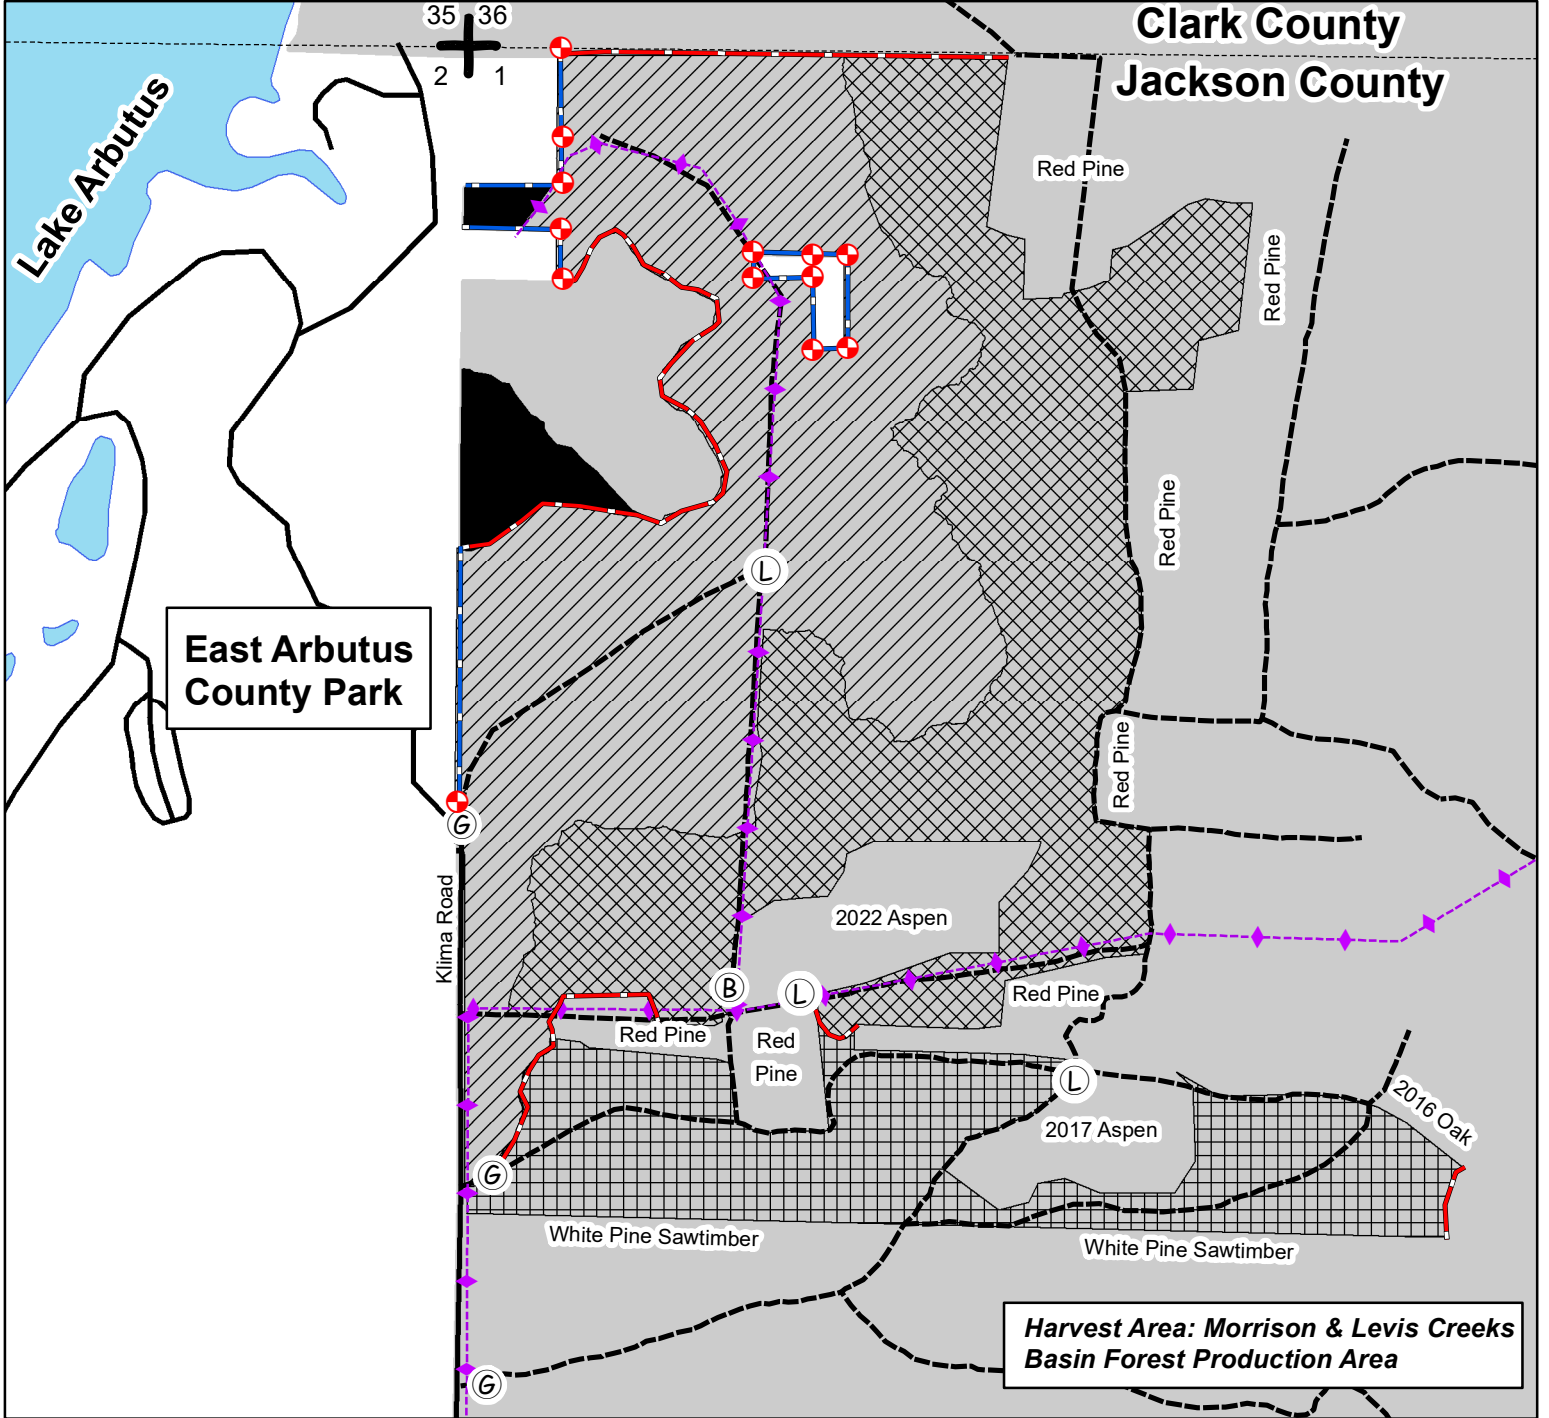 35 36
2 1
Clark County
Jackson County
Lake Arbutus
Red Pine
Red Pine
Red Pine
L
East Arbutus
County Park
Red Pine
G
Klima Road
2022 Aspen
B
L
Red Pine
Red Pine
Red
Pine
L
2016 Oak
2017 Aspen
G
White Pine Sawtimber
White Pine Sawtimber
G
Harvest Area: Morrison & Levis Creeks
Basin Forest Production Area